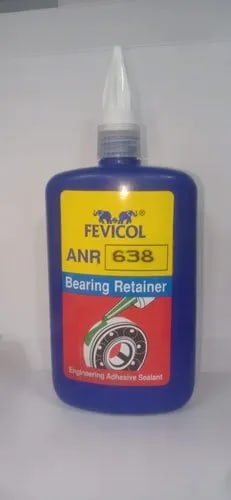 ®
FEVICOL
ANR 638
Bearing Retainer
Engineering Adhesive Sealant